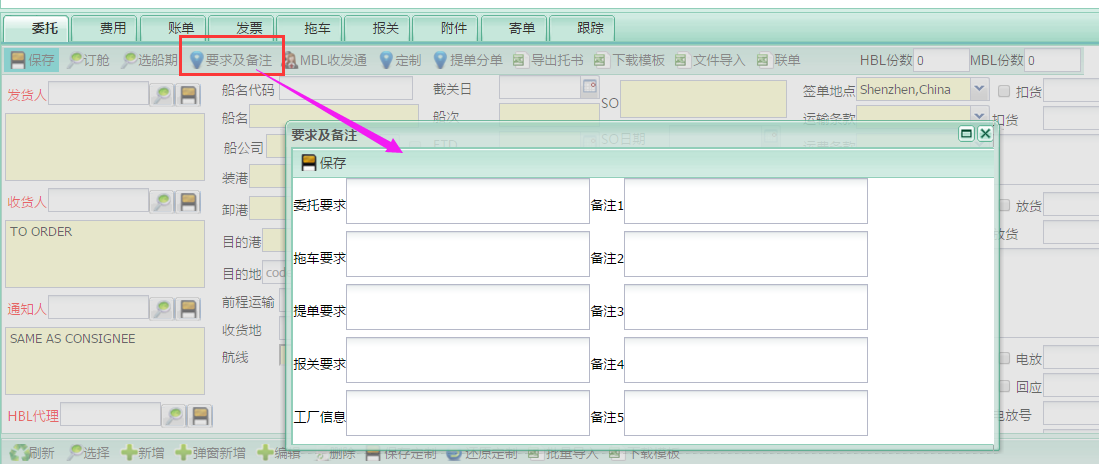 委托 费用 账单 发票 拖车 报关 附件 寄单 跟踪
保存 订舱 选船期 要求及备注 MBL收发通 定制 提单分单 导出托书 下载模板 文件导入 联单 HBL份数 0 MBL份数 0
发货人 船名代码 截关日 SO 签单地点 Shenzhen,China 扣货
船名 船次 运输条款 扣货
船公司 ETD SO日期 运费条款
要求及备注
保存
装港
收货人 委托要求 备注1 放货
卸港
TO ORDER
目的港 放货
拖车要求 备注2
目的地 cod
前程运输
通知人 提单要求 备注3
收货地
SAME AS CONSIGNEE
航线 报关要求 备注4 电放
回应
HBL代理 工厂信息 备注5 电放号
刷新 选择 新增 弹窗新增 编辑 删除 保存定制 还原定制 批量导入 下载模板